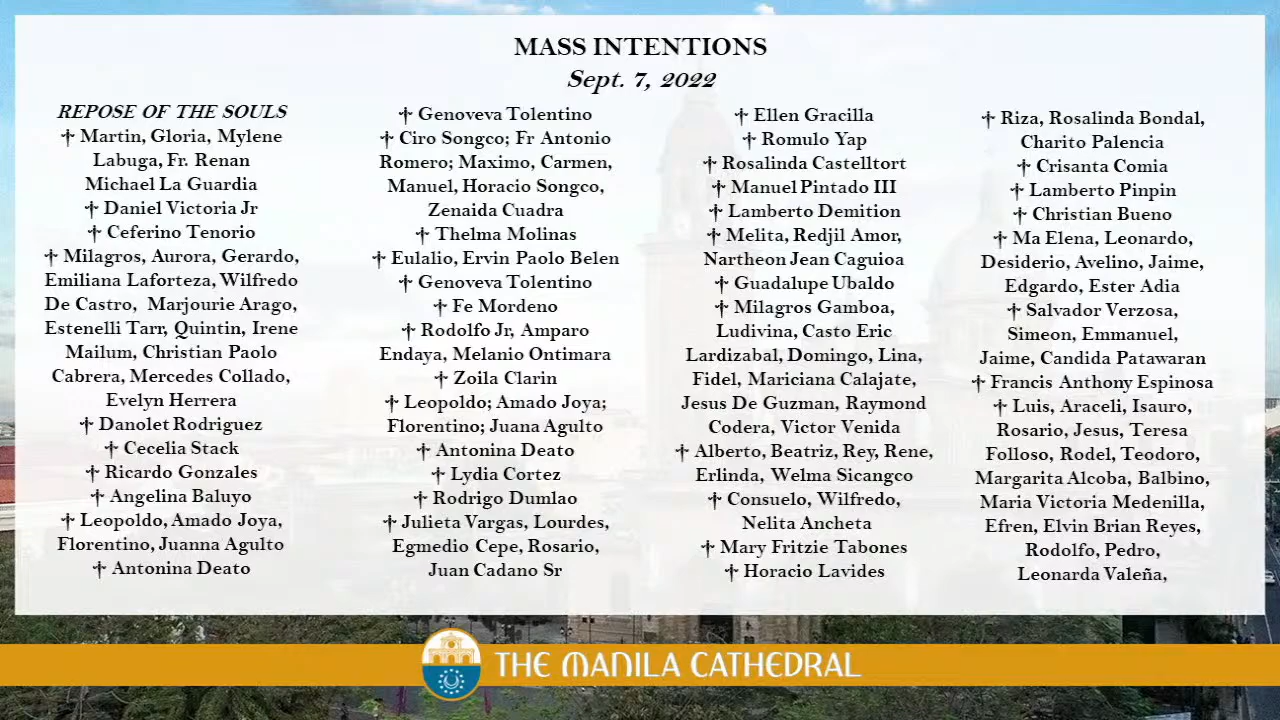 MASS INTENTIONS
Sept. 7, 2022
REPOSE OF THE SOULS
✝ Martin, Gloria, Mylene
Labuga, Fr. Renan
Michael La Guardia
✝ Daniel Victoria Jr
✝ Ceferino Tenorio
✝ Milagros, Aurora, Gerardo,
Emiliana Laforteza, Wilfredo
De Castro, Marjourie Arago,
Estenelli Tarr, Quintin, Irene
Mailum, Christian Paolo
Cabrera, Mercedes Collado,
Evelyn Herrera
✝ Danolet Rodriguez
✝ Cecelia Stack
✝ Ricardo Gonzales
✝ Angelina Baluyo
✝ Leopoldo, Amado Joya,
Florentino, Juanna Agulto
✝ Antonina Deato
✝ Genoveva Tolentino
✝ Ciro Songco; Fr Antonio
Romero; Maximo, Carmen,
Manuel, Horacio Songco,
Zenaida Cuadra
✝ Thelma Molinas
✝ Eulalio, Ervin Paolo Belen
✝ Genoveva Tolentino
✝ Fe Mordeno
✝ Rodolfo Jr, Amparo
Endaya, Melanio Ontimara
✝ Zoila Clarin
✝ Leopoldo; Amado Joya;
Florentino; Juana Agulto
✝ Antonina Deato
✝ Lydia Cortez
✝ Rodrigo Dumlao
✝ Julieta Vargas, Lourdes,
Egmedio Cepe, Rosario,
Juan Cadano Sr
✝ Ellen Gracilla
✝ Romulo Yap
✝ Rosalinda Castelltort
✝ Manuel Pintado III
✝ Lamberto Demition
✝ Melita, Redjil Amor,
Nartheon Jean Caguioa
✝ Guadalupe Ubaldo
✝ Milagros Gamboa,
Ludivina, Casto Eric
Lardizabal, Domingo, Lina,
Fidel, Mariciana Calajate,
Jesus De Guzman, Raymond
Codera, Victor Venida
✝ Alberto, Beatriz, Rey, Rene,
Erlinda, Welma Sicangco
✝ Consuelo, Wilfredo,
Nelita Ancheta
✝ Mary Fritzie Tabones
✝ Horacio Lavides
✝ Riza, Rosalinda Bondal,
Charito Palencia
✝ Crisanta Comia
✝ Lamberto Pinpin
✝ Christian Bueno
✝ Ma Elena, Leonardo,
Desiderio, Avelino, Jaime,
Edgardo, Ester Adia
✝ Salvador Verzosa,
Simeon, Emmanuel,
Jaime, Candida Patawaran
✝ Francis Anthony Espinosa
✝ Luis, Araceli, Isauro,
Rosario, Jesus, Teresa
Folloso, Rodel, Teodoro,
Margarita Alcoba, Balbino,
Maria Victoria Medenilla,
Efren, Elvin Brian Reyes,
Rodolfo, Pedro,
Leonarda Valeña,
THE MANILA CATHEDRAL